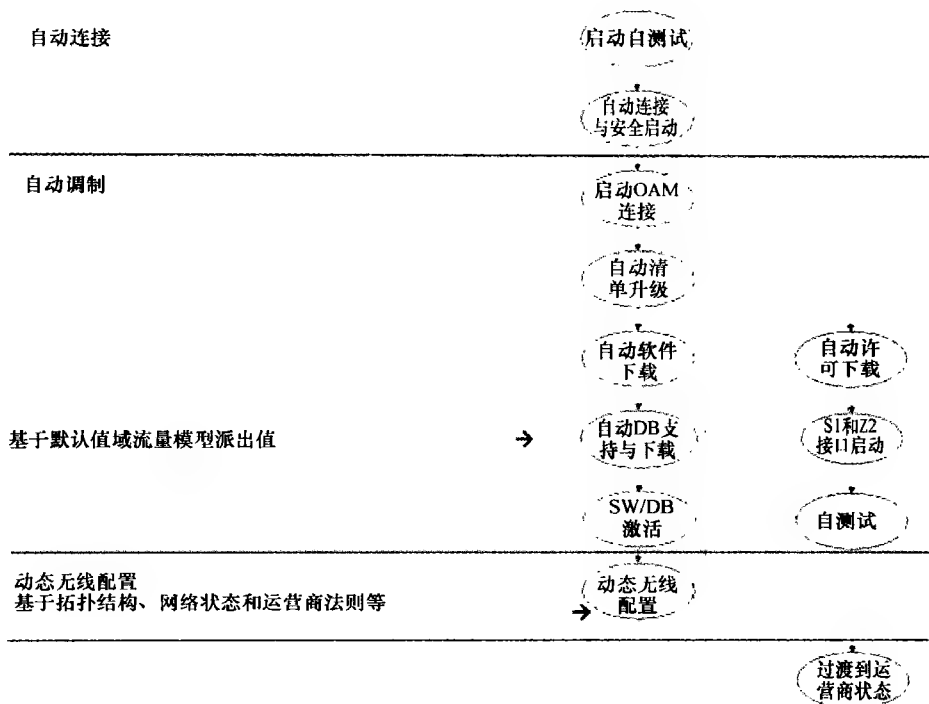 自动连接
启动自测试
自动连接
与安全启动
自动调制
启动OAM
连接
自动清
单升级
自动软件
下载
自动许
可下载
基于默认值域流量模型派出值
自动DB支
持与下载
S1和Z2
接口启动
SW/DB
激活
自测试
动态无线配置
基于拓扑结构、网络状态和运营商法则等
动态无线
配置
过渡到运
营商状态